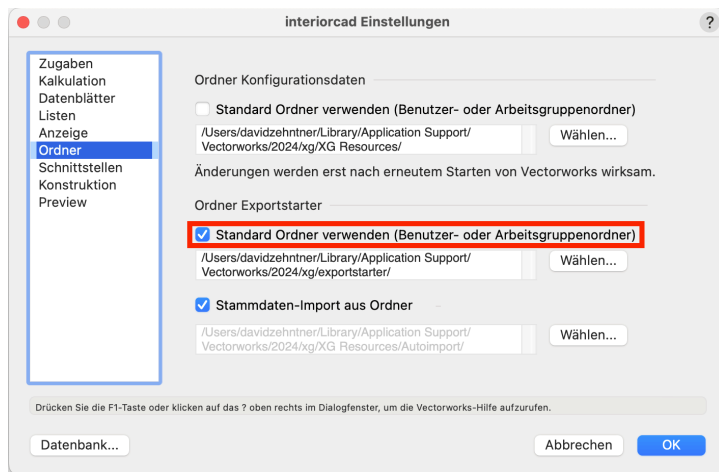 interiorcad Einstellungen
?
Zugaben
Kalkulation
Datenblätter
Listen
Anzeige
Ordner
Schnittstellen
Konstruktion
Preview
Ordner Konfigurationsdaten
Standard Ordner verwenden (Benutzer- oder Arbeitsgruppenordner)
/Users/davidzehntner/Library/Application Support/
Vectorworks/2024/xg/XG Resources/
Wählen...
Änderungen werden erst nach erneutem Starten von Vectorworks wirksam.
Ordner Exportstarter
Standard Ordner verwenden (Benutzer- oder Arbeitsgruppenordner)
/Users/davidzehntner/Library/Application Support/
Vectorworks/2024/xg/exportstarter/
Wählen...
Stammdaten-Import aus Ordner
/Users/davidzehntner/Library/Application Support/
Vectorworks/2024/xg/XG Resources/Autoimport/
Wählen...
Drücken Sie die F1-Taste oder klicken auf das ? oben rechts im Dialogfenster, um die Vectorworks-Hilfe aufzurufen.
Datenbank...
Abbrechen
OK